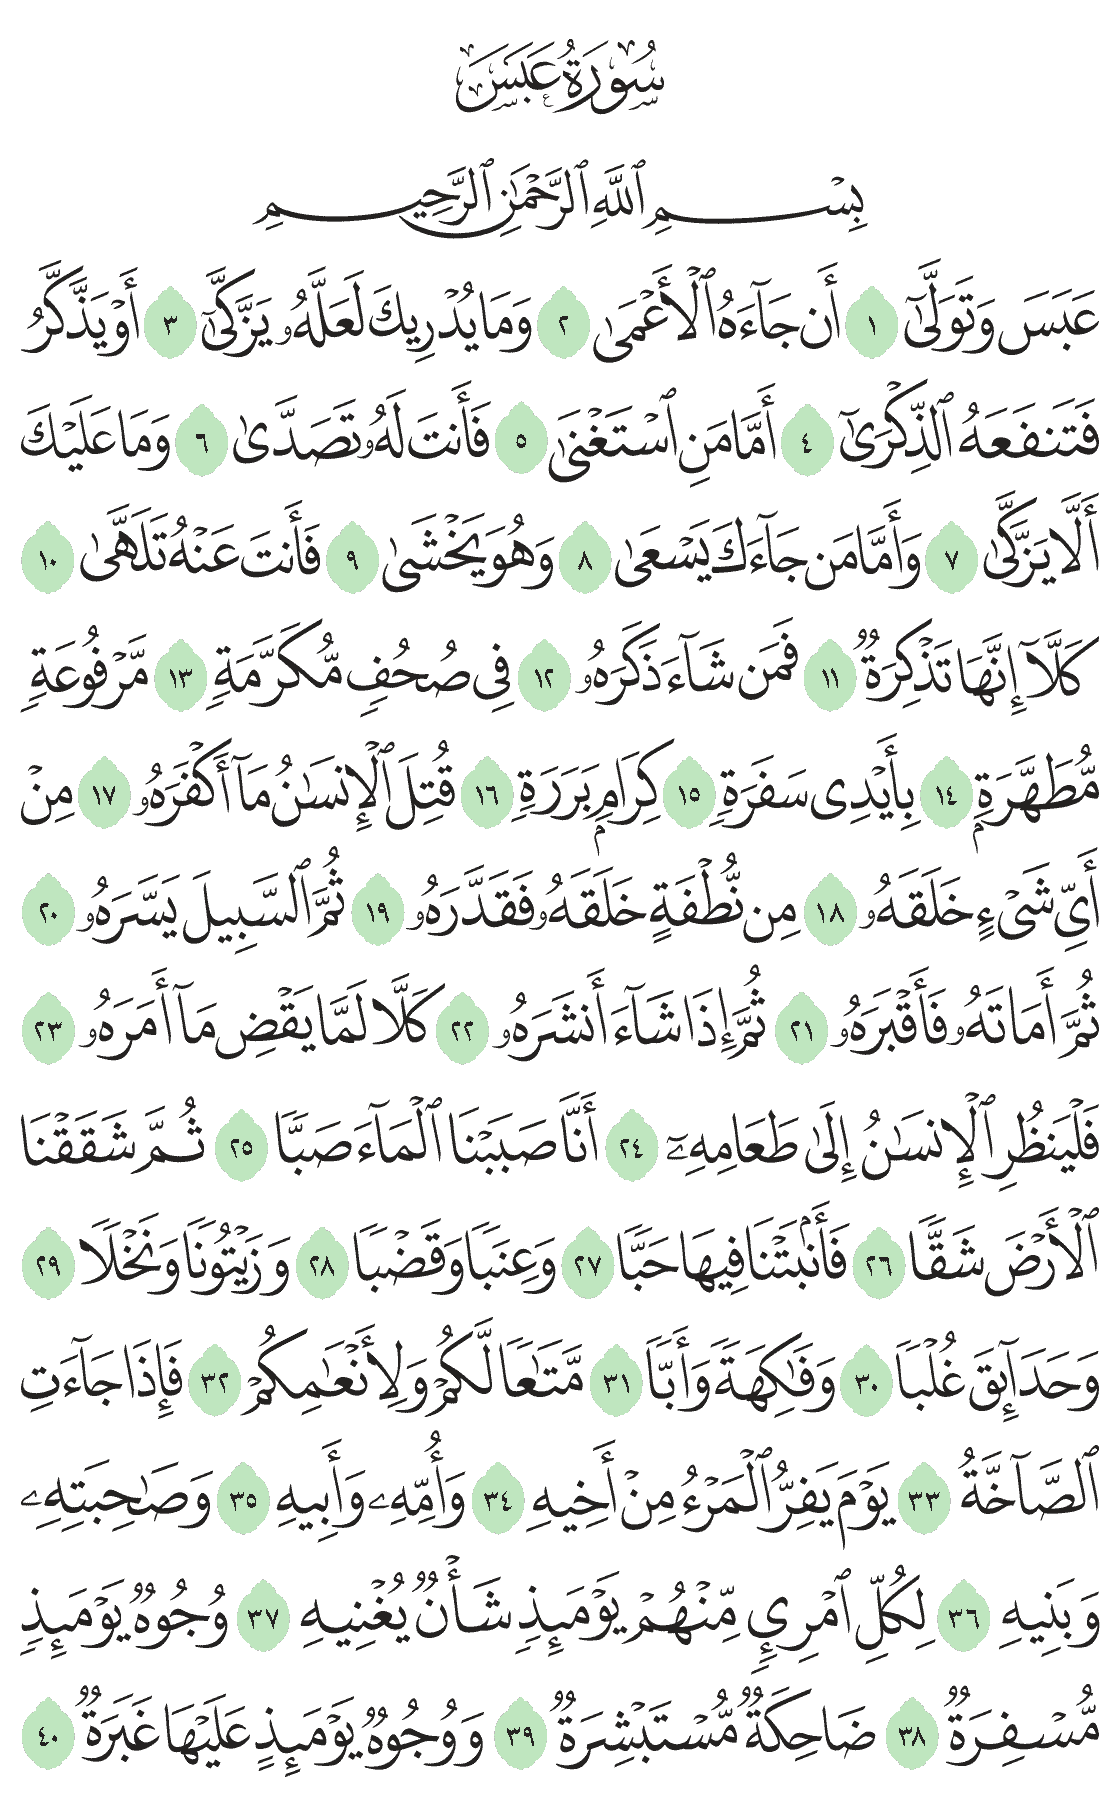 سُورَةُ عَبَسَ
بِسْمِ ٱللَّهِ ٱلرَّحْمَٰنِ ٱلرَّحِيمِ
عَبَسَ وَتَوَلَّىٰٓ ١ أَن جَآءَهُ ٱلْأَعْمَىٰ ٢ وَمَا يُدْرِيكَ لَعَلَّهُۥ يَزَّكَّىٰٓ ٣ أَوْ يَذَّكَّرُ
فَتَنفَعَهُ ٱلذِّكْرَىٰٓ ٤ أَمَّا مَنِ ٱسْتَغْنَىٰ ٥ فَأَنتَ لَهُۥ تَصَدَّىٰ ٦ وَمَا عَلَيْكَ
أَلَّا يَزَّكَّىٰ ٧ وَأَمَّا مَن جَآءَكَ يَسْعَىٰ ٨ وَهُوَ يَخْشَىٰ ٩ فَأَنتَ عَنْهُ تَلَهَّىٰ ١٠
كَلَّآ إِنَّهَا تَذْكِرَةٌ ١١ فَمَن شَآءَ ذَكَرَهُۥ ١٢ فِى صُحُفٍ مُّكَرَّمَةٍ ١٣ مَّرْفُوعَةٍ
مُّطَهَّرَةٍۭ ١٤ بِأَيْدِى سَفَرَةٍ ١٥ كِرَامٍۭ بَرَرَةٍ ١٦ قُتِلَ ٱلْإِنسَٰنُ مَآ أَكْفَرَهُۥ ١٧ مِنْ
أَىِّ شَىْءٍ خَلَقَهُۥ ١٨ مِن نُّطْفَةٍ خَلَقَهُۥ فَقَدَّرَهُۥ ١٩ ثُمَّ ٱلسَّبِيلَ يَسَّرَهُۥ ٢٠
ثُمَّ أَمَاتَهُۥ فَأَقْبَرَهُۥ ٢١ ثُمَّ إِذَا شَآءَ أَنشَرَهُۥ ٢٢ كَلَّا لَمَّا يَقْضِ مَآ أَمَرَهُۥ ٢٣
فَلْيَنظُرِ ٱلْإِنسَٰنُ إِلَىٰ طَعَامِهِۦٓ ٢٤ أَنَّا صَبَبْنَا ٱلْمَآءَ صَبًّا ٢٥ ثُمَّ شَقَقْنَا
ٱلْأَرْضَ شَقًّا ٢٦ فَأَنۢبَتْنَا فِيهَا حَبًّا ٢٧ وَعِنَبًا وَقَضْبًا ٢٨ وَزَيْتُونًا وَنَخْلًا ٢٩
وَحَدَآئِقَ غُلْبًا ٣٠ وَفَٰكِهَةً وَأَبًّا ٣١ مَّتَٰعًا لَّكُمْ وَلِأَنْعَٰمِكُمْ ٣٢ فَإِذَا جَآءَتِ
ٱلصَّآخَّةُ ٣٣ يَوْمَ يَفِرُّ ٱلْمَرْءُ مِنْ أَخِيهِ ٣٤ وَأُمِّهِۦ وَأَبِيهِ ٣٥ وَصَٰحِبَتِهِۦ
وَبَنِيهِ ٣٦ لِكُلِّ ٱمْرِئٍ مِّنْهُمْ يَوْمَئِذٍ شَأْنٌ يُغْنِيهِ ٣٧ وُجُوهٌ يَوْمَئِذٍ
مُّسْفِرَةٌ ٣٨ ضَاحِكَةٌ مُّسْتَبْشِرَةٌ ٣٩ وَوُجُوهٌ يَوْمَئِذٍ عَلَيْهَا غَبَرَةٌ ٤٠